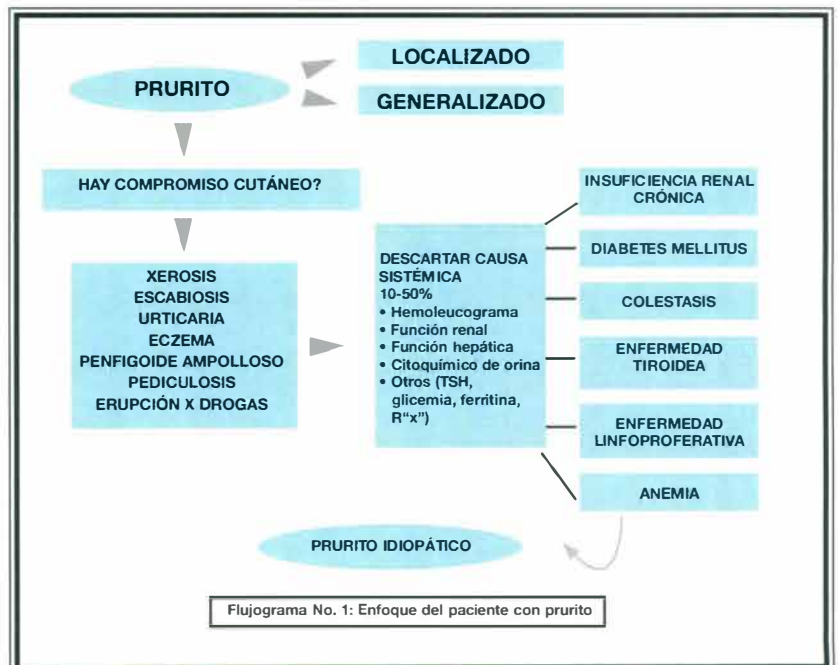 PRURITO
LOCALIZADO
GENERALIZADO
HAY COMPROMISO CUTÁNEO?
XEROSIS
ESCABIOSIS
URTICARIA
ECZEMA
PENFIGOIDE AMPOLLOSO
PEDICULOSIS
ERUPCIÓN X DROGAS
DESCARTAR CAUSA
SISTÉMICA
10-50%
• Hemoleucograma
• Función renal
• Función hepática
• Citoquímico de orina
• Otros (TSH,
glicemia, ferritina,
R"x")
INSUFICIENCIA RENAL
CRÓNICA
DIABETES MELLITUS
COLESTASIS
ENFERMEDAD
TIROIDEA
ENFERMEDAD
LINFOPROFERATIVA
ANEMIA
PRURITO IDIOPÁTICO
Flujograma No. 1: Enfoque del paciente con prurito